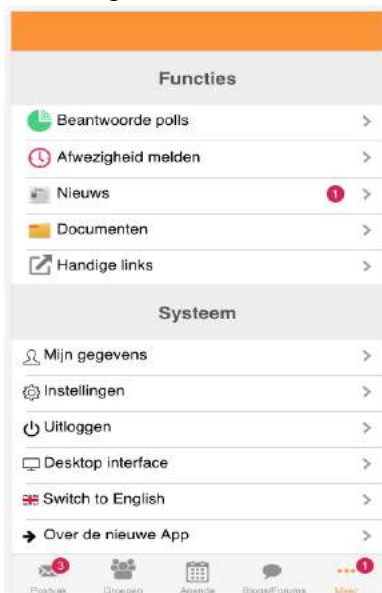 Functies
Beantwoorde polls
Afwezigheid melden
Nieuws
1
Documenten
Handige links
Systeem
Mijn gegevens
Instellingen
Uitloggen
Desktop interface
Switch to English
Over de nieuwe App
3
1
Postvak Groepen Agenda Blogs/Forums Meer